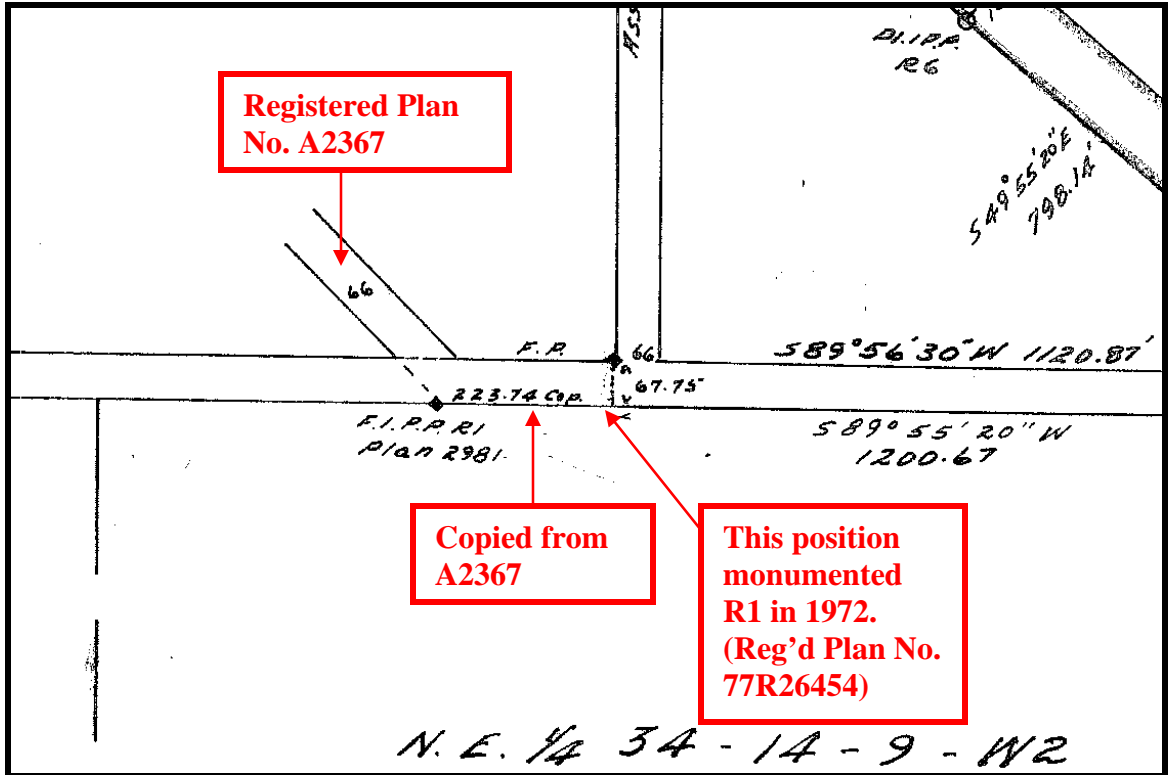 ASS
P1.I.P.P.
R6
Registered Plan
No. A2367
S49°55'20"E
798.14'
66
F.P.
66
S89°56'30"W 1120.87'
67.75
223.74 Cop.
F.I.P.P. R1
Plan 2981
S89°55'20"W
1200.67
Copied from
A2367
This position
monumented
R1 in 1972.
(Reg’d Plan No.
77R26454)
N.E. 1/4 34 - 14 - 9 - W2